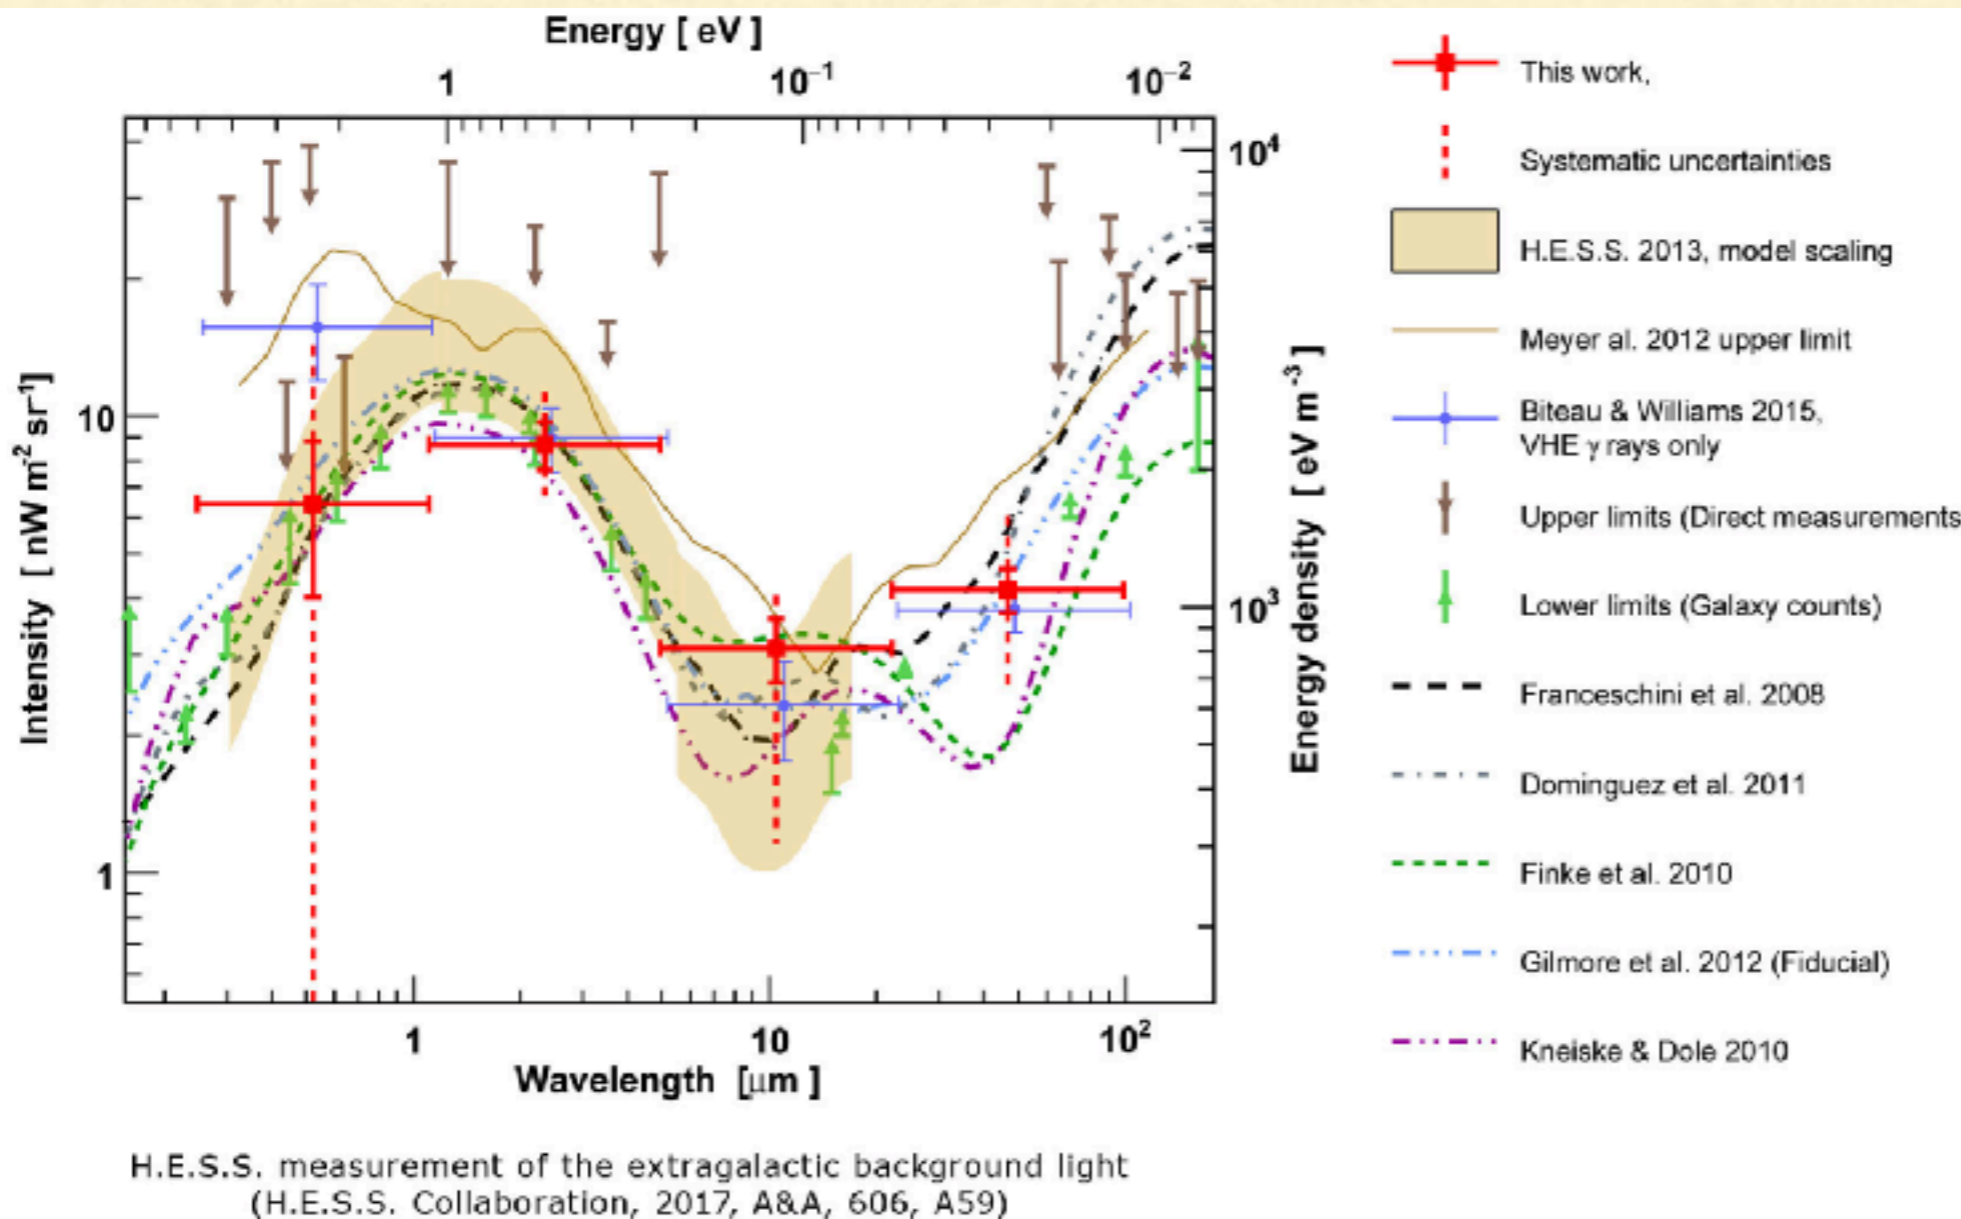 Energy [ eV ]
1 10⁻¹ 10⁻²
10⁴
10³
Energy density [ eV m⁻³ ]
10
1
Intensity [ nW m⁻² sr⁻¹ ]
1 10 10²
Wavelength [μm ]
This work,
Systematic uncertainties
H.E.S.S. 2013, model scaling
Meyer al. 2012 upper limit
Biteau & Williams 2015,
VHE γ rays only
Upper limits (Direct measurements
Lower limits (Galaxy counts)
Franceschini et al. 2008
Dominguez et al. 2011
Finke et al. 2010
Gilmore et al. 2012 (Fiducial)
Kneiske & Dole 2010
H.E.S.S. measurement of the extragalactic background light
(H.E.S.S. Collaboration, 2017, A&A, 606, A59)